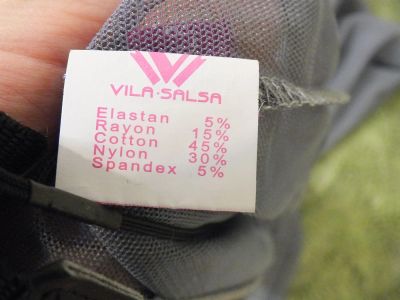 VILA·SALSA
Elastan 5%
Rayon 15%
Cotton 45%
Nylon 30%
Spandex 5%